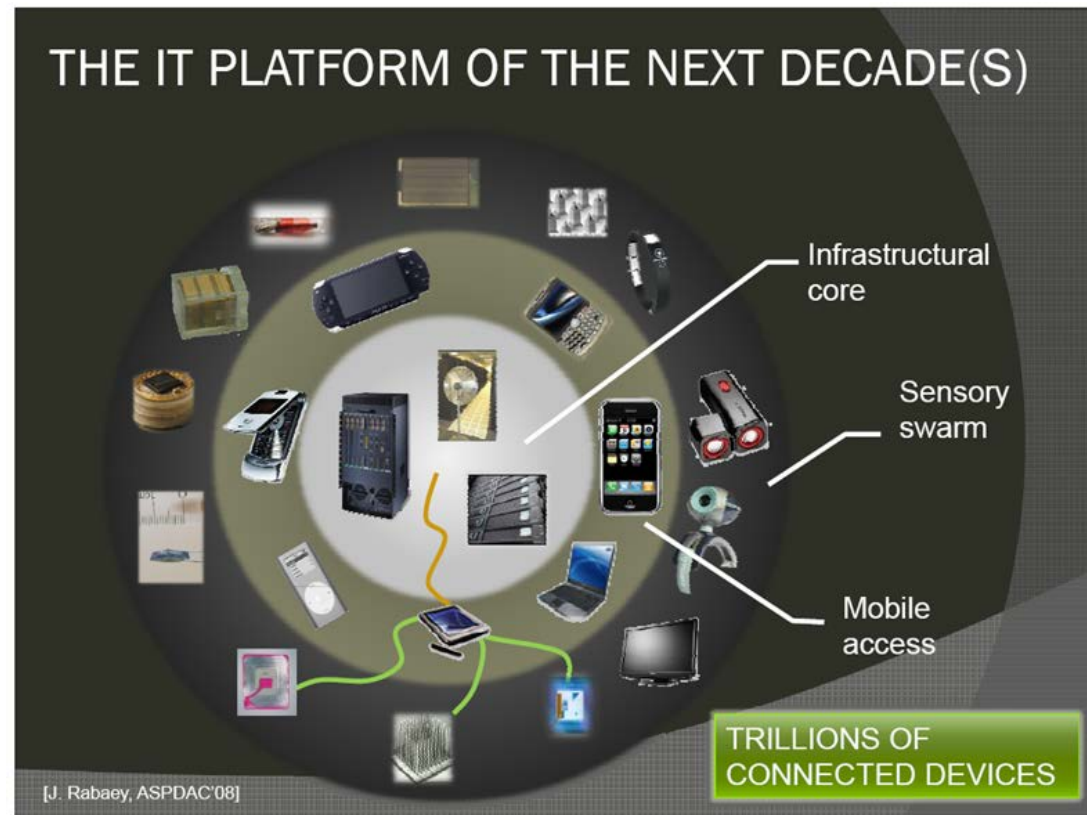 THE IT PLATFORM OF THE NEXT DECADE(S)
Infrastructural
core
Sensory
swarm
Mobile
access
TRILLIONS OF
CONNECTED DEVICES
[J. Rabaey, ASPDAC'08]